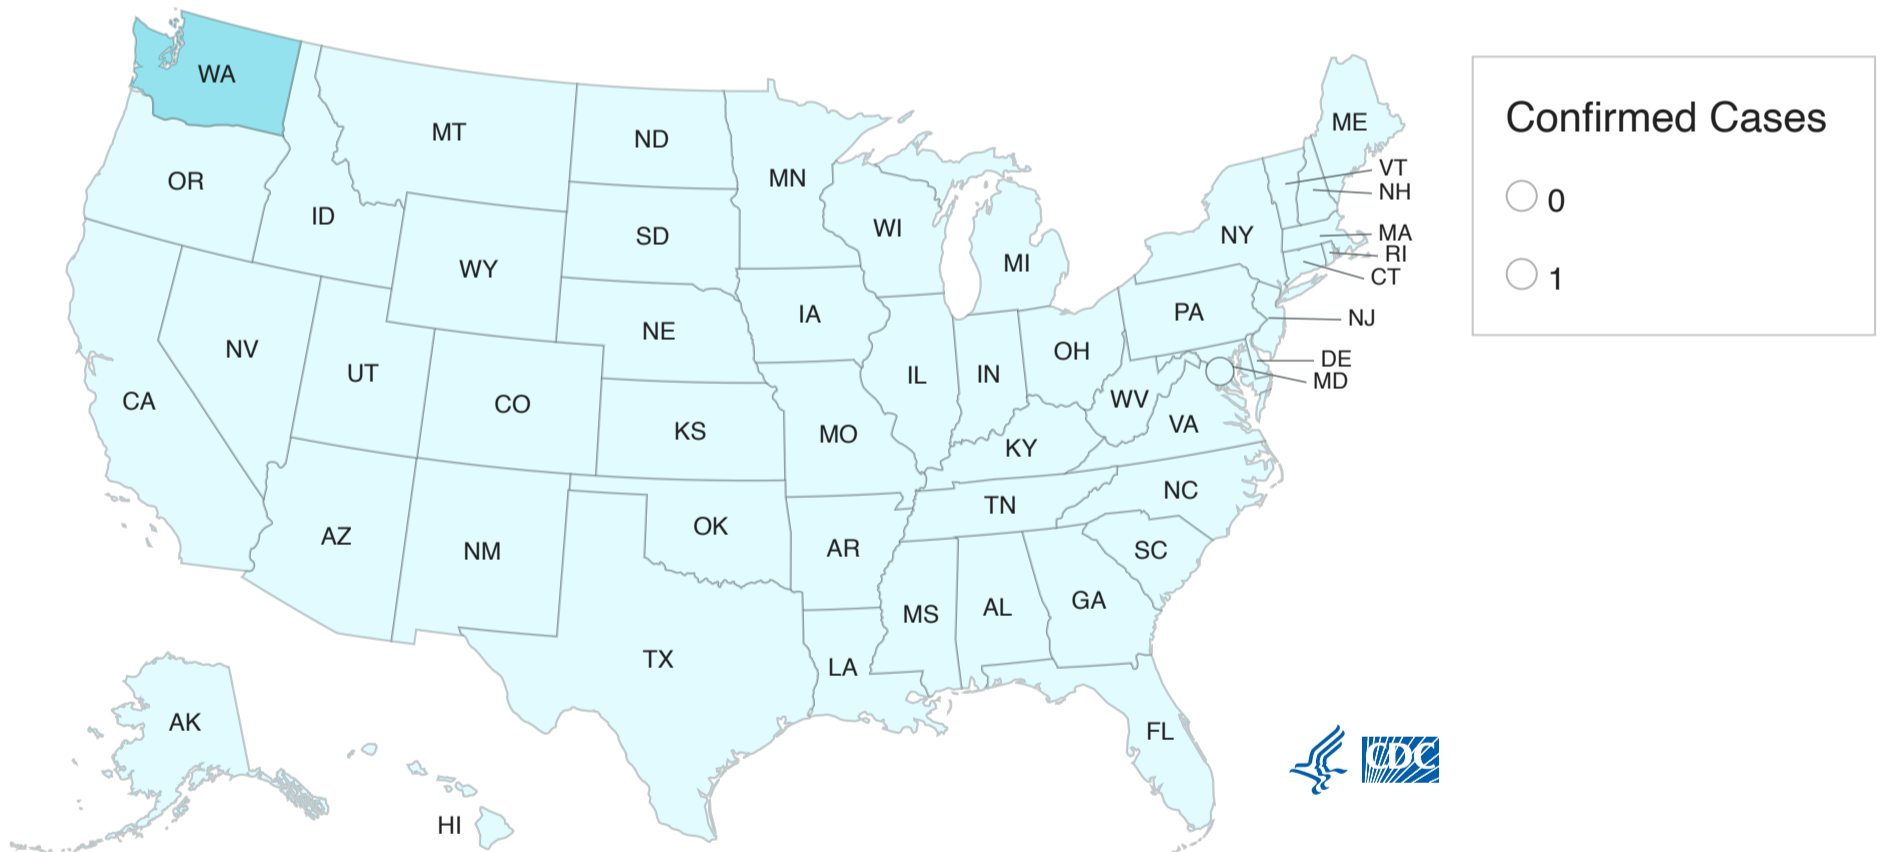 WA
MT
ND
MN
OR
ID
WY
SD
WI
MI
NY
ME
VT
NH
MA
RI
CT
NJ
DE
MD
PA
IA
NE
NV
UT
CO
CA
KS
MO
IL
IN
OH
WV
VA
KY
TN
NC
SC
AZ
NM
OK
AR
MS
AL
GA
TX
LA
FL
AK
HI
CDC
Confirmed Cases
0
1